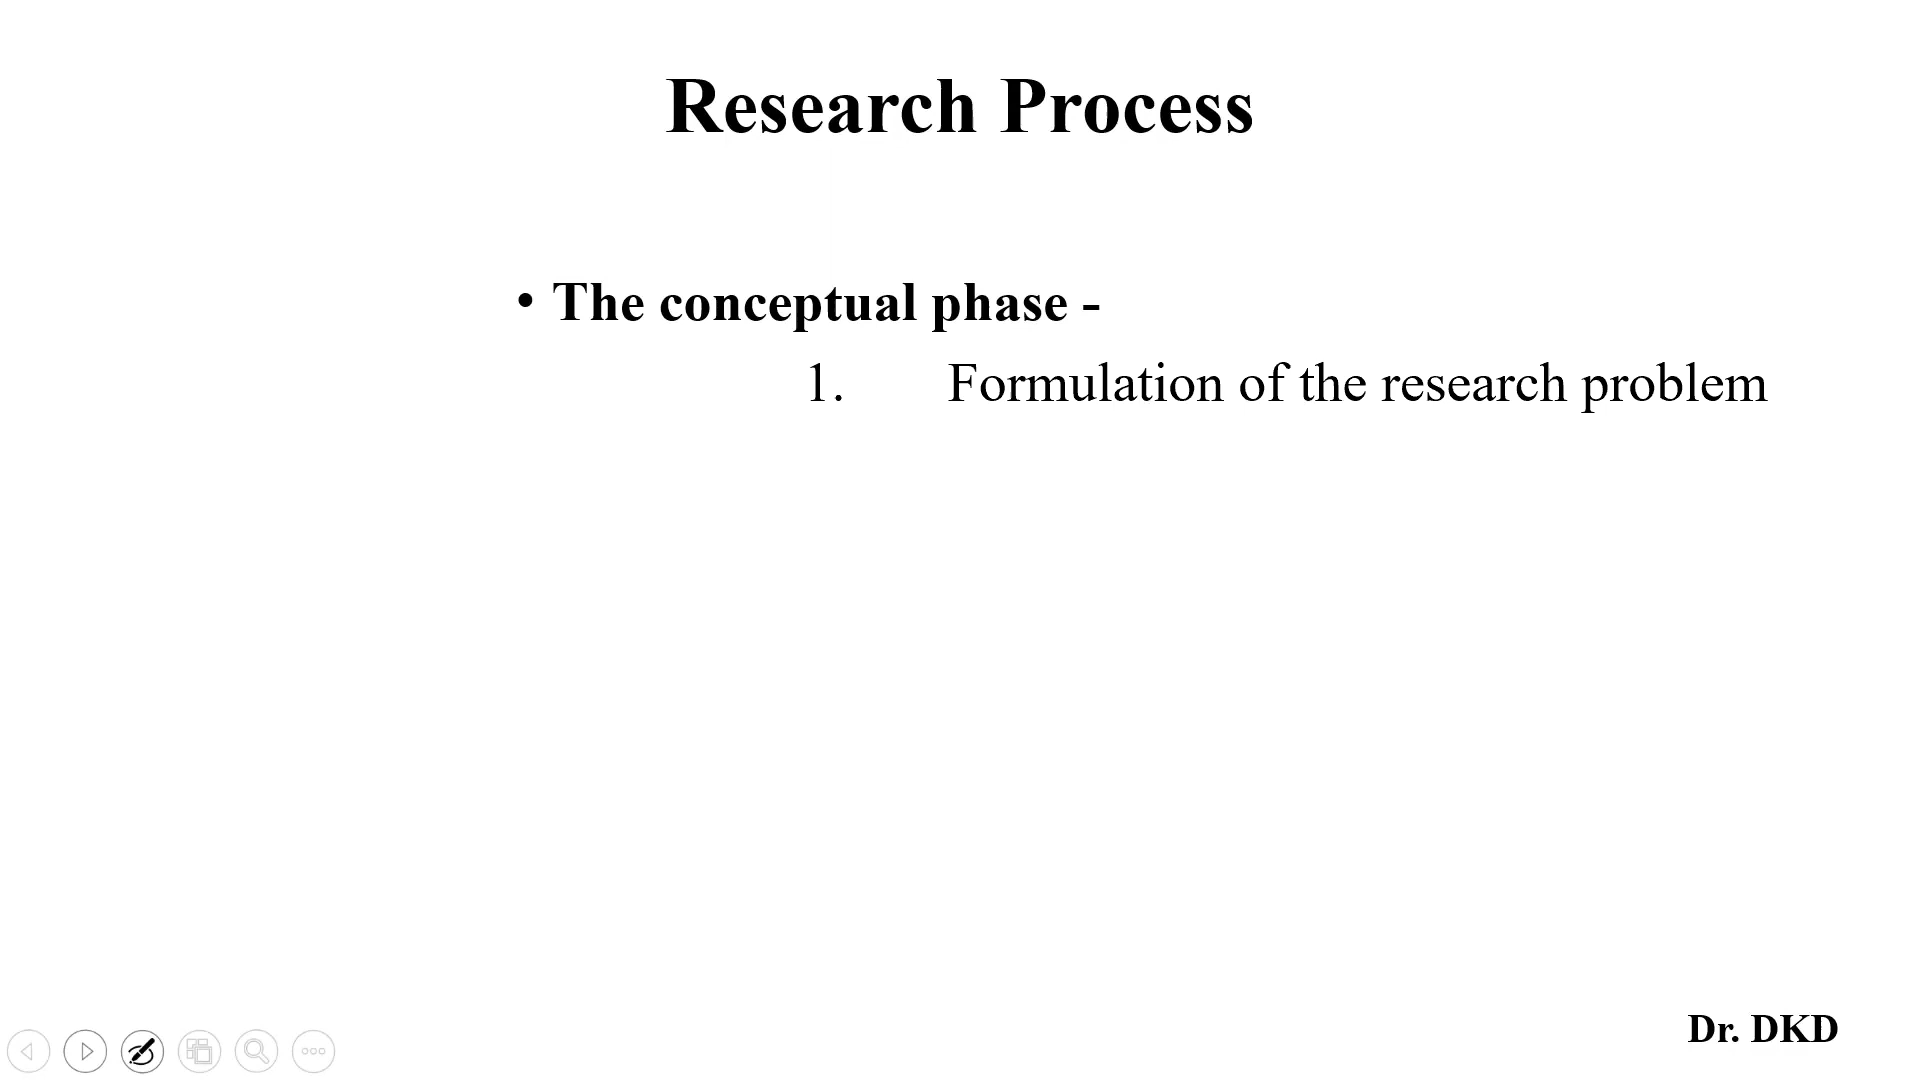 Research Process
• The conceptual phase -
1. Formulation of the research problem
Dr. DKD